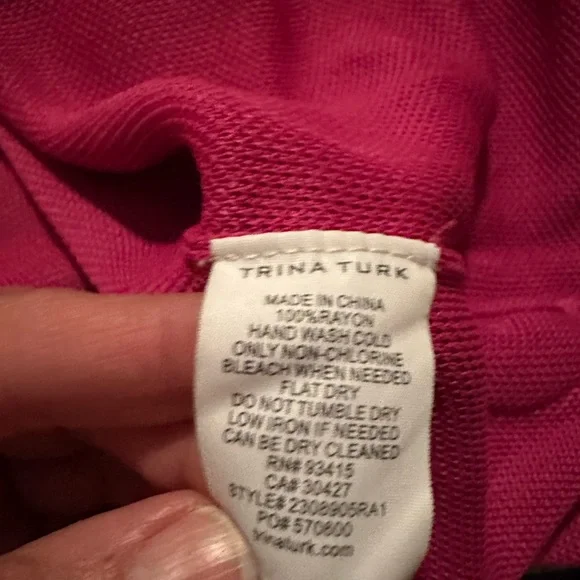 TRINA TURK
MADE IN CHINA
100%RAYON
HAND WASH COLD
ONLY NON-CHLORINE
BLEACH WHEN NEEDED
FLAT DRY
DO NOT TUMBLE DRY
LOW IRON IF NEEDED
CAN BE DRY CLEANED
RN# 93415
CA# 30427
STYLE# 2308905RA1
PO# 570800
trinaturk.com